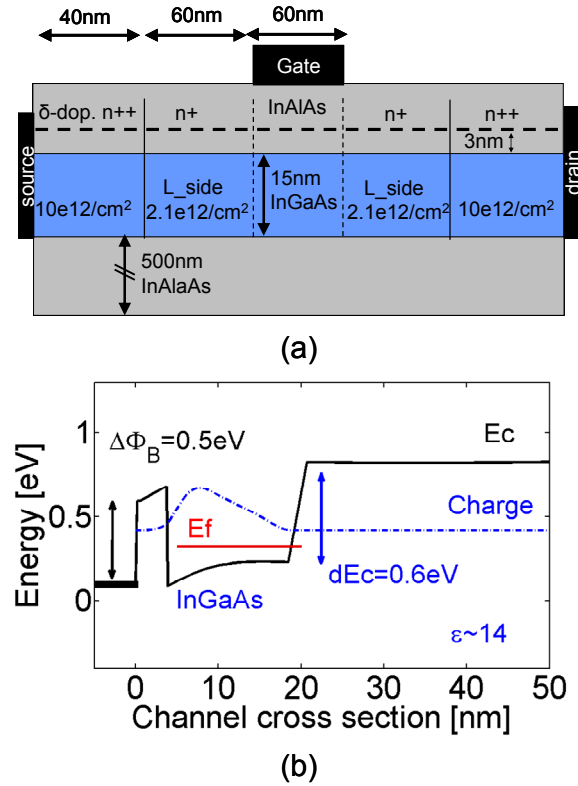 40nm 60nm 60nm
Gate
δ-dop. n++ n+ InAlAs n+ n++
3nm
source
drain
15nm
InGaAs
L_side
2.1e12/cm²
L_side
2.1e12/cm²
10e12/cm²
10e12/cm²
500nm
InAlaAs
(a)
Energy [eV]
1
0.5
0
ΔΦB=0.5eV
Ec
Charge
Ef
dEc=0.6eV
InGaAs
ε~14
0 10 20 30 40 50
Channel cross section [nm]
(b)